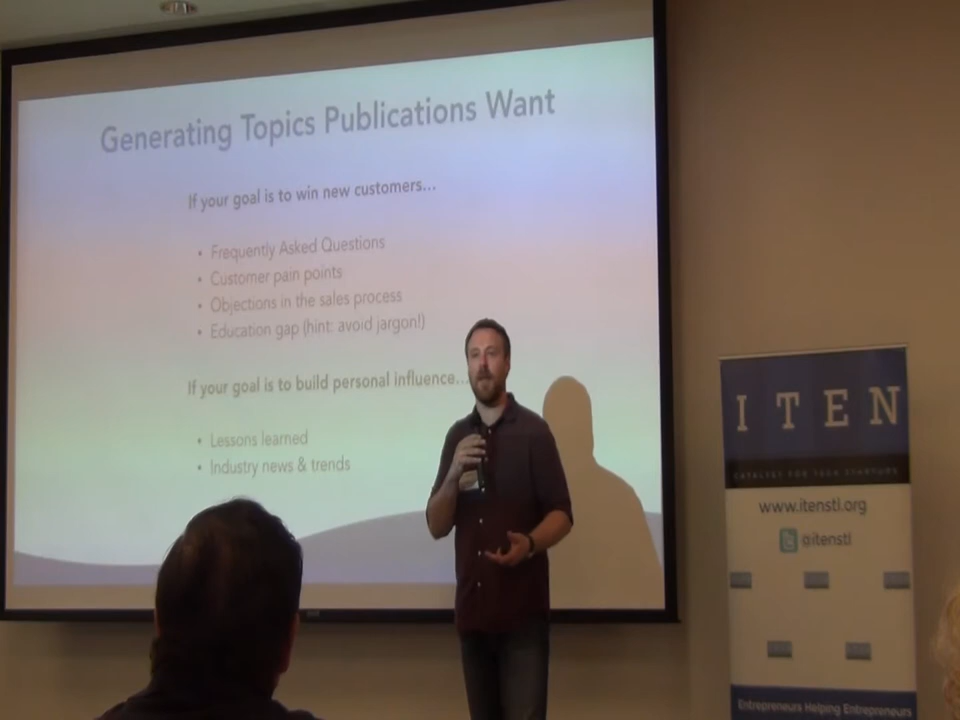 Generating Topics Publications Want
If your goal is to win new customers...
• Frequently Asked Questions
• Customer pain points
• Objections in the sales process
• Education gap (hint: avoid jargon!)
If your goal is to build personal influence...
• Lessons learned
• Industry news & trends
ITEN
CATALYST FOR TECH STARTUPS
www.itenstl.org
@itenstl
Entrepreneurs Helping Entrepreneurs